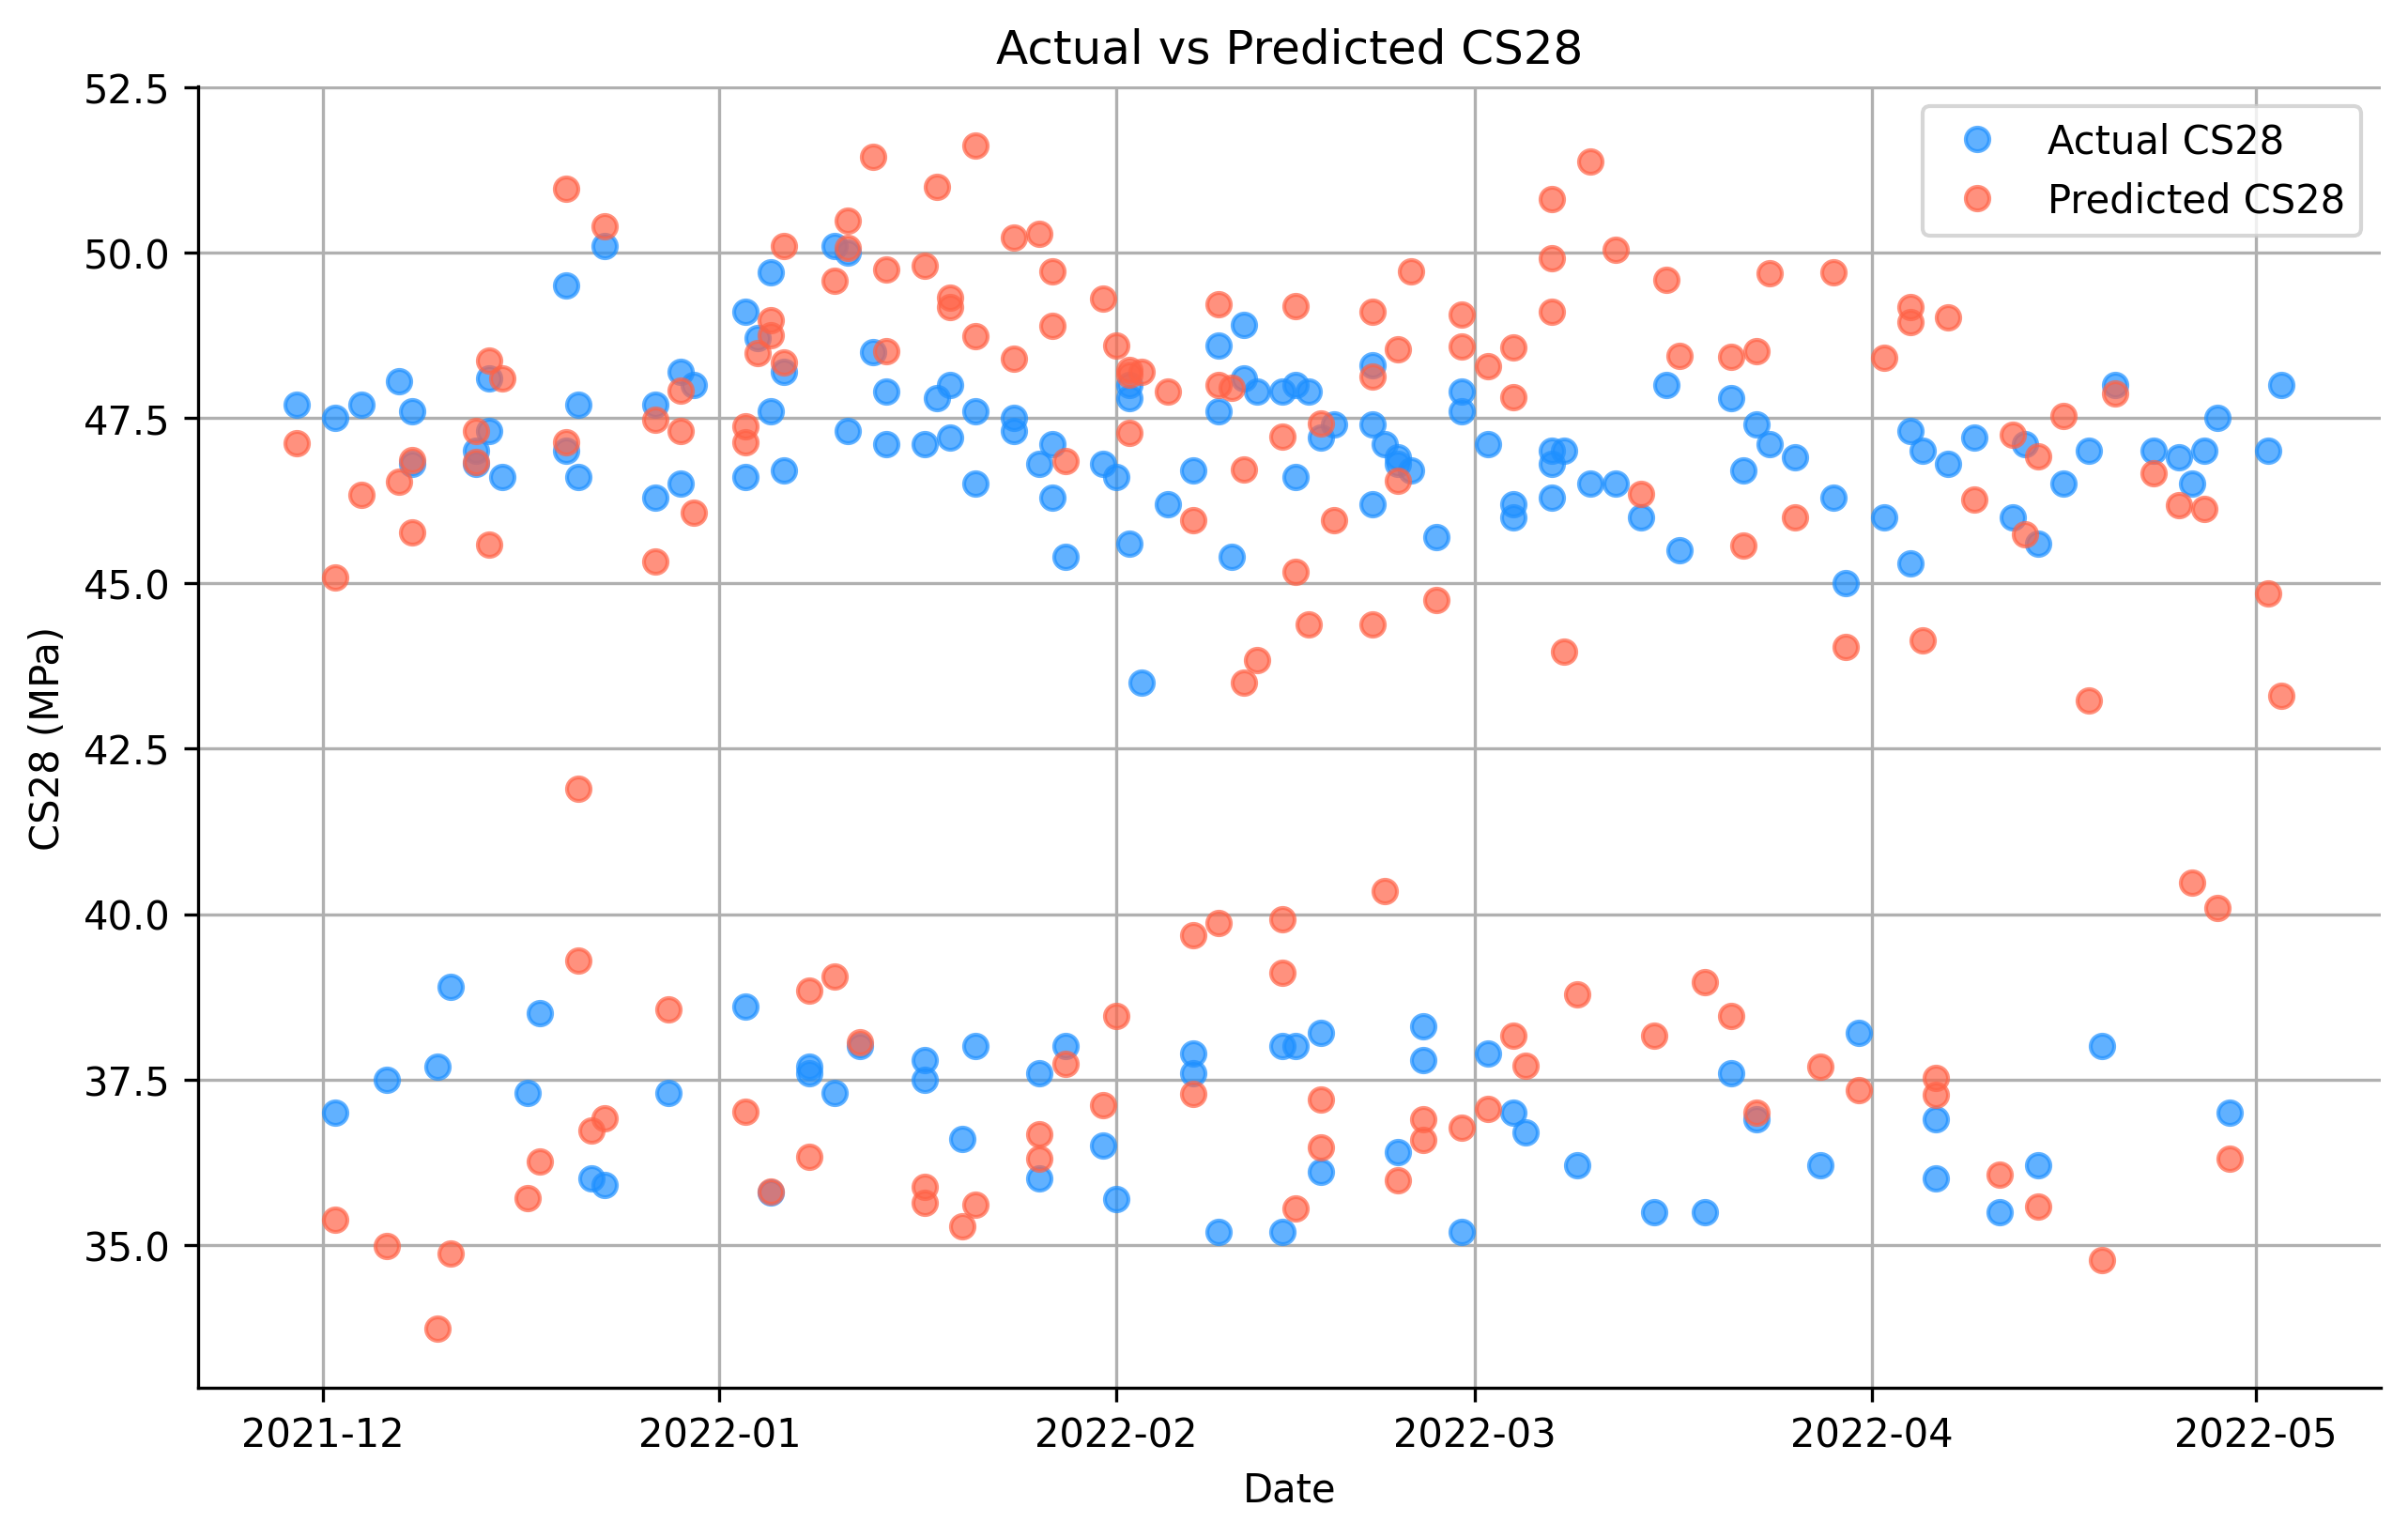 Actual vs Predicted CS28
52.5
50.0
47.5
45.0
42.5
40.0
37.5
35.0
CS28 (MPa)
Actual CS28
Predicted CS28
2021-12
2022-01
2022-02
2022-03
2022-04
2022-05
Date